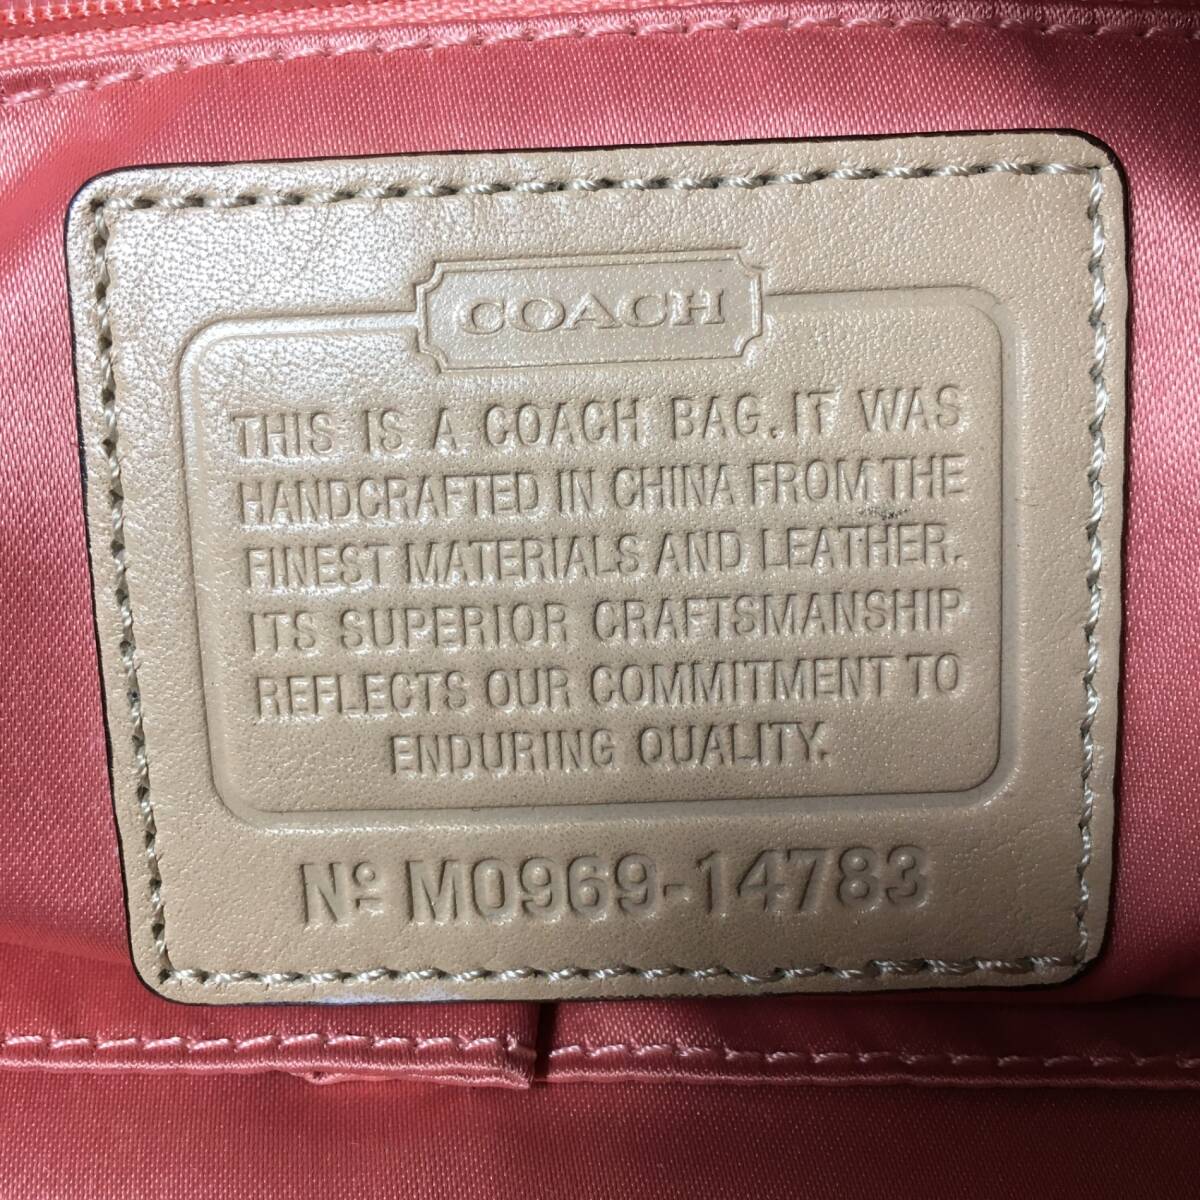 COACH
THIS IS A COACH BAG. IT WAS
HANDCRAFTED IN CHINA FROM THE
FINEST MATERIALS AND LEATHER.
ITS SUPERIOR CRAFTSMANSHIP
REFLECTS OUR COMMITMENT TO
ENDURING QUALITY.
Nº M0969-14783